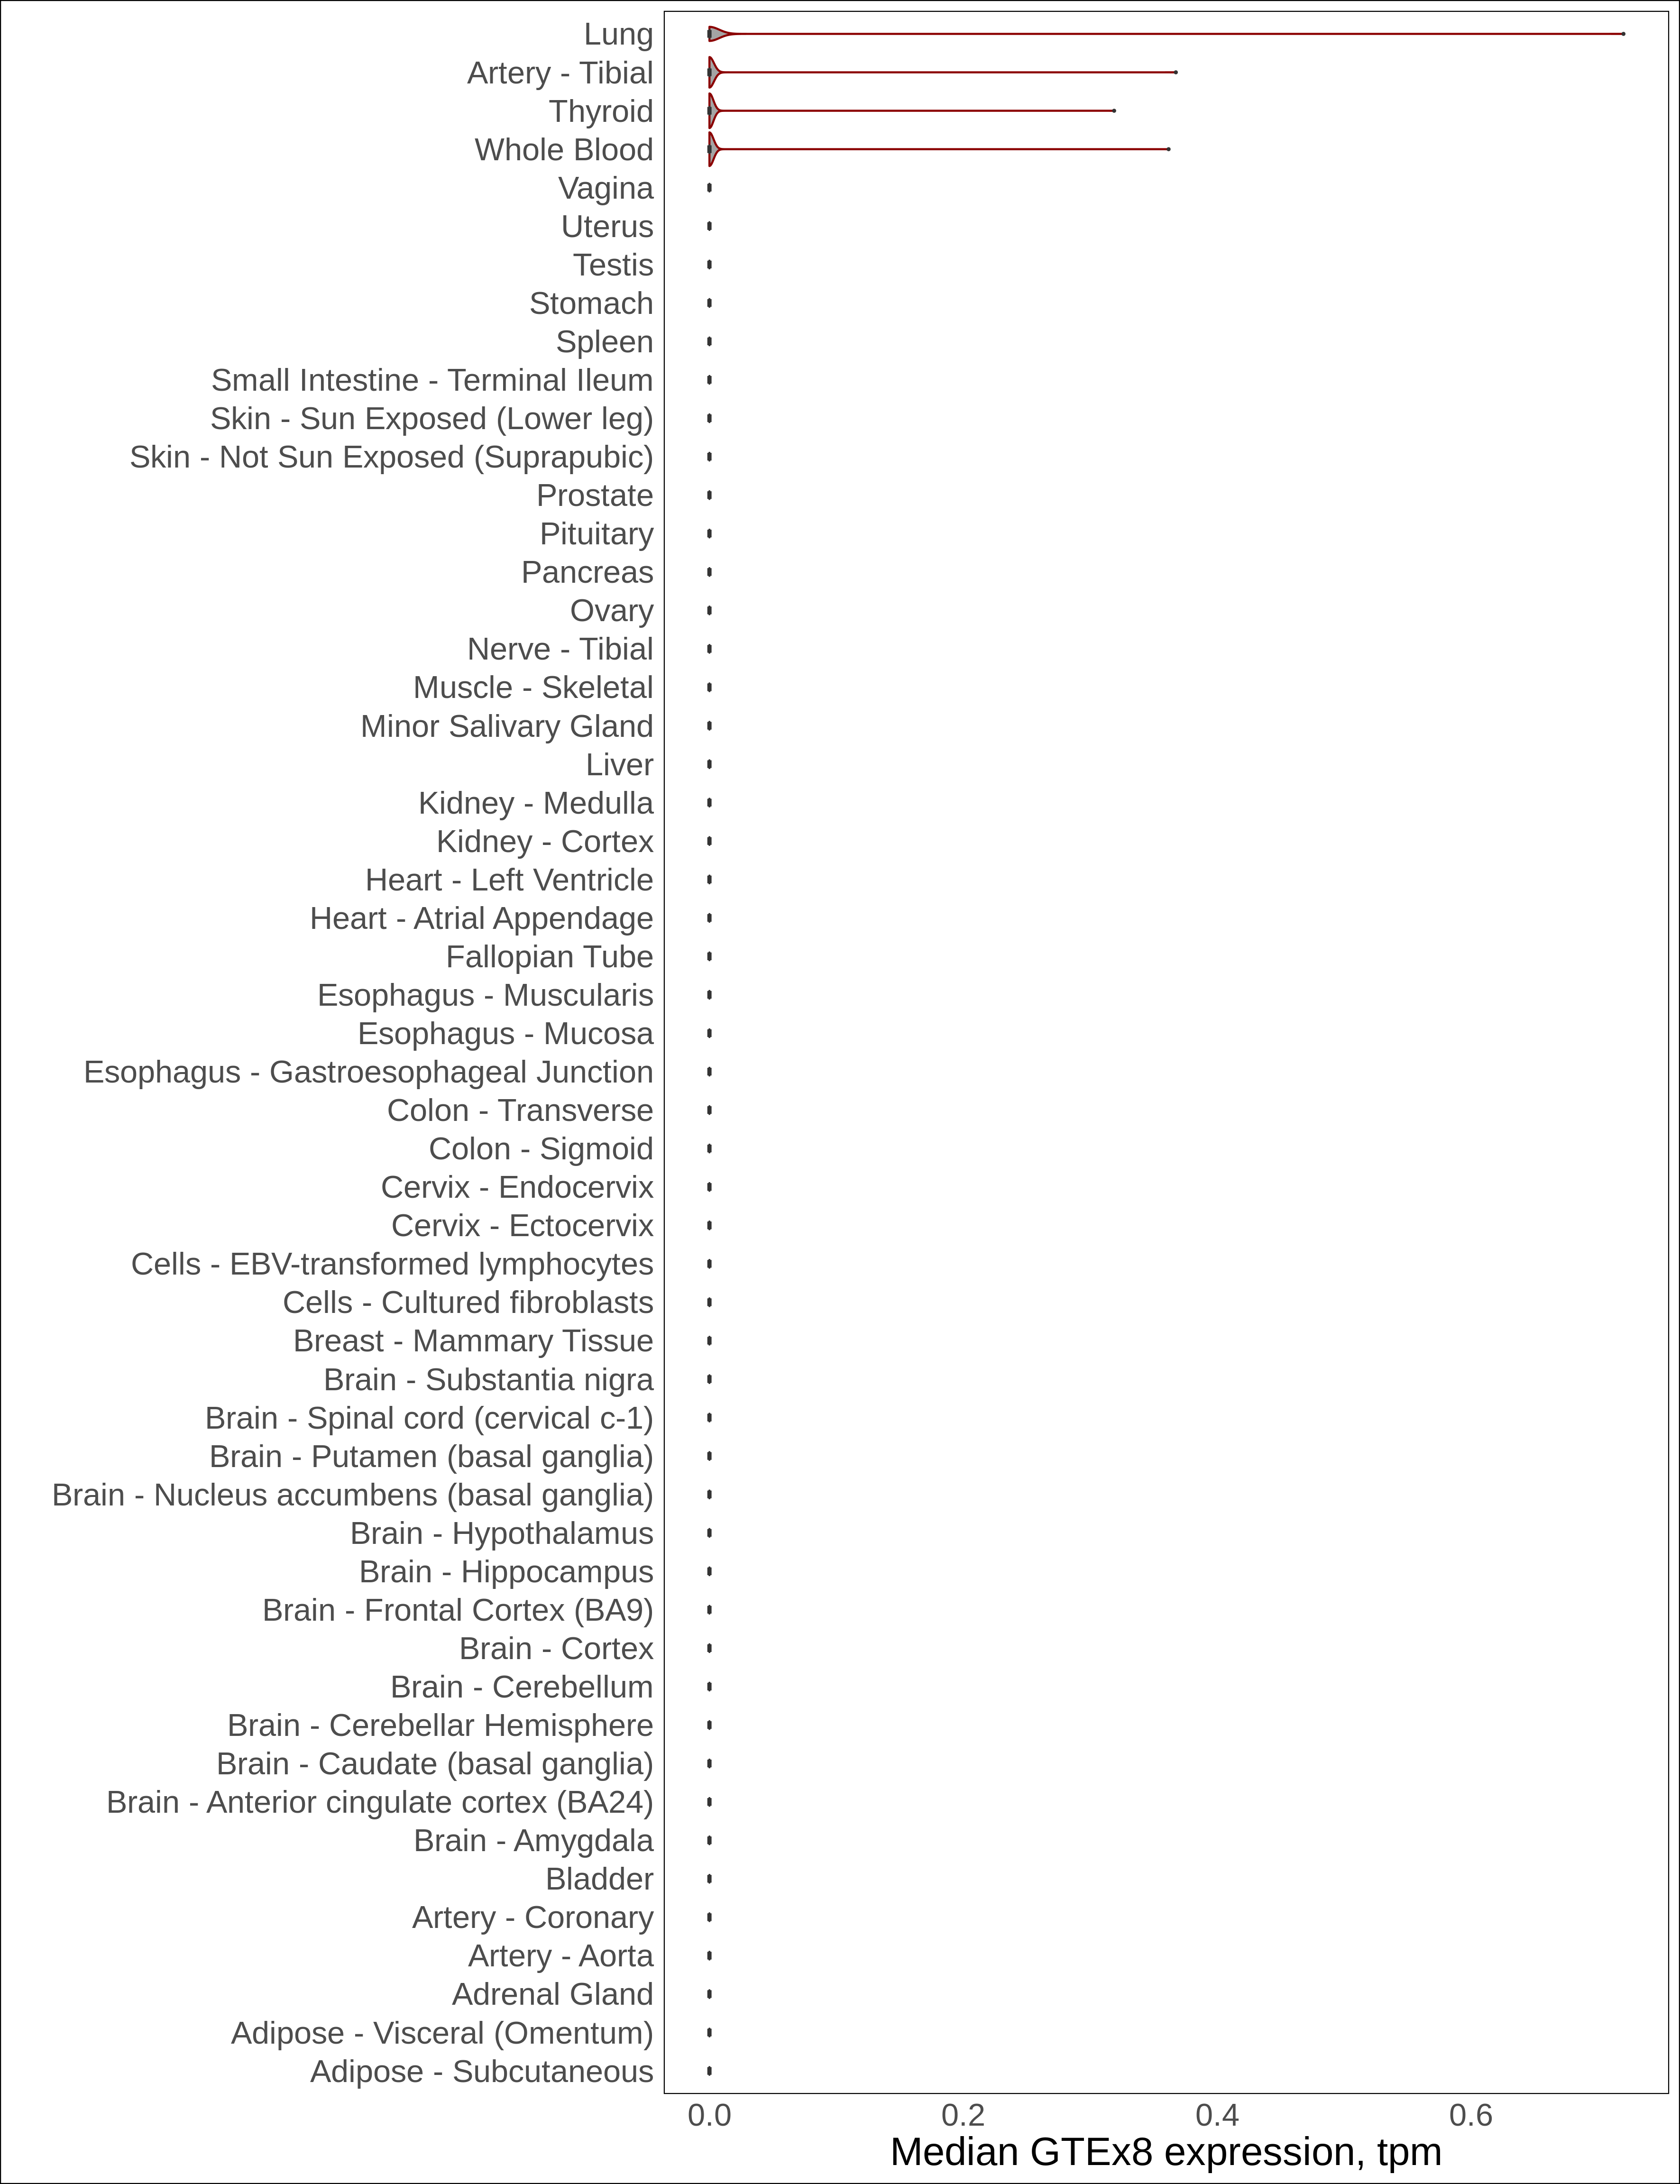 Lung
Artery - Tibial
Thyroid
Whole Blood
Vagina
Uterus
Testis
Stomach
Spleen
Small Intestine - Terminal Ileum
Skin - Sun Exposed (Lower leg)
Skin - Not Sun Exposed (Suprapubic)
Prostate
Pituitary
Pancreas
Ovary
Nerve - Tibial
Muscle - Skeletal
Minor Salivary Gland
Liver
Kidney - Medulla
Kidney - Cortex
Heart - Left Ventricle
Heart - Atrial Appendage
Fallopian Tube
Esophagus - Muscularis
Esophagus - Mucosa
Esophagus - Gastroesophageal Junction
Colon - Transverse
Colon - Sigmoid
Cervix - Endocervix
Cervix - Ectocervix
Cells - EBV-transformed lymphocytes
Cells - Cultured fibroblasts
Breast - Mammary Tissue
Brain - Substantia nigra
Brain - Spinal cord (cervical c-1)
Brain - Putamen (basal ganglia)
Brain - Nucleus accumbens (basal ganglia)
Brain - Hypothalamus
Brain - Hippocampus
Brain - Frontal Cortex (BA9)
Brain - Cortex
Brain - Cerebellum
Brain - Cerebellar Hemisphere
Brain - Caudate (basal ganglia)
Brain - Anterior cingulate cortex (BA24)
Brain - Amygdala
Bladder
Artery - Coronary
Artery - Aorta
Adrenal Gland
Adipose - Visceral (Omentum)
Adipose - Subcutaneous
0.0 0.2 0.4 0.6
Median GTEx8 expression, tpm